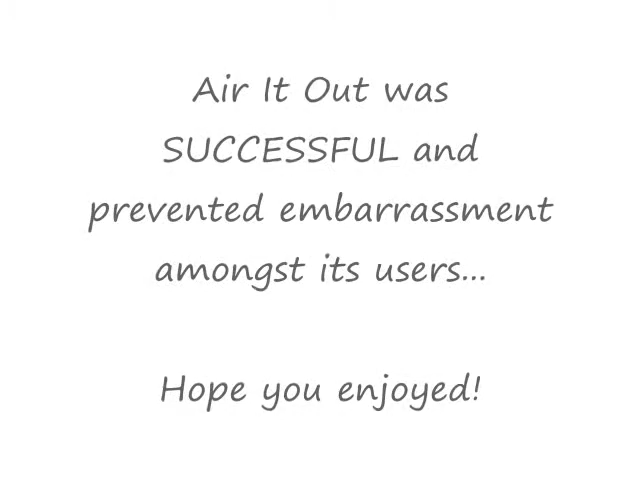 Air It Out was
SUCCESSFUL and
prevented embarrassment
amongst its users...
Hope you enjoyed!